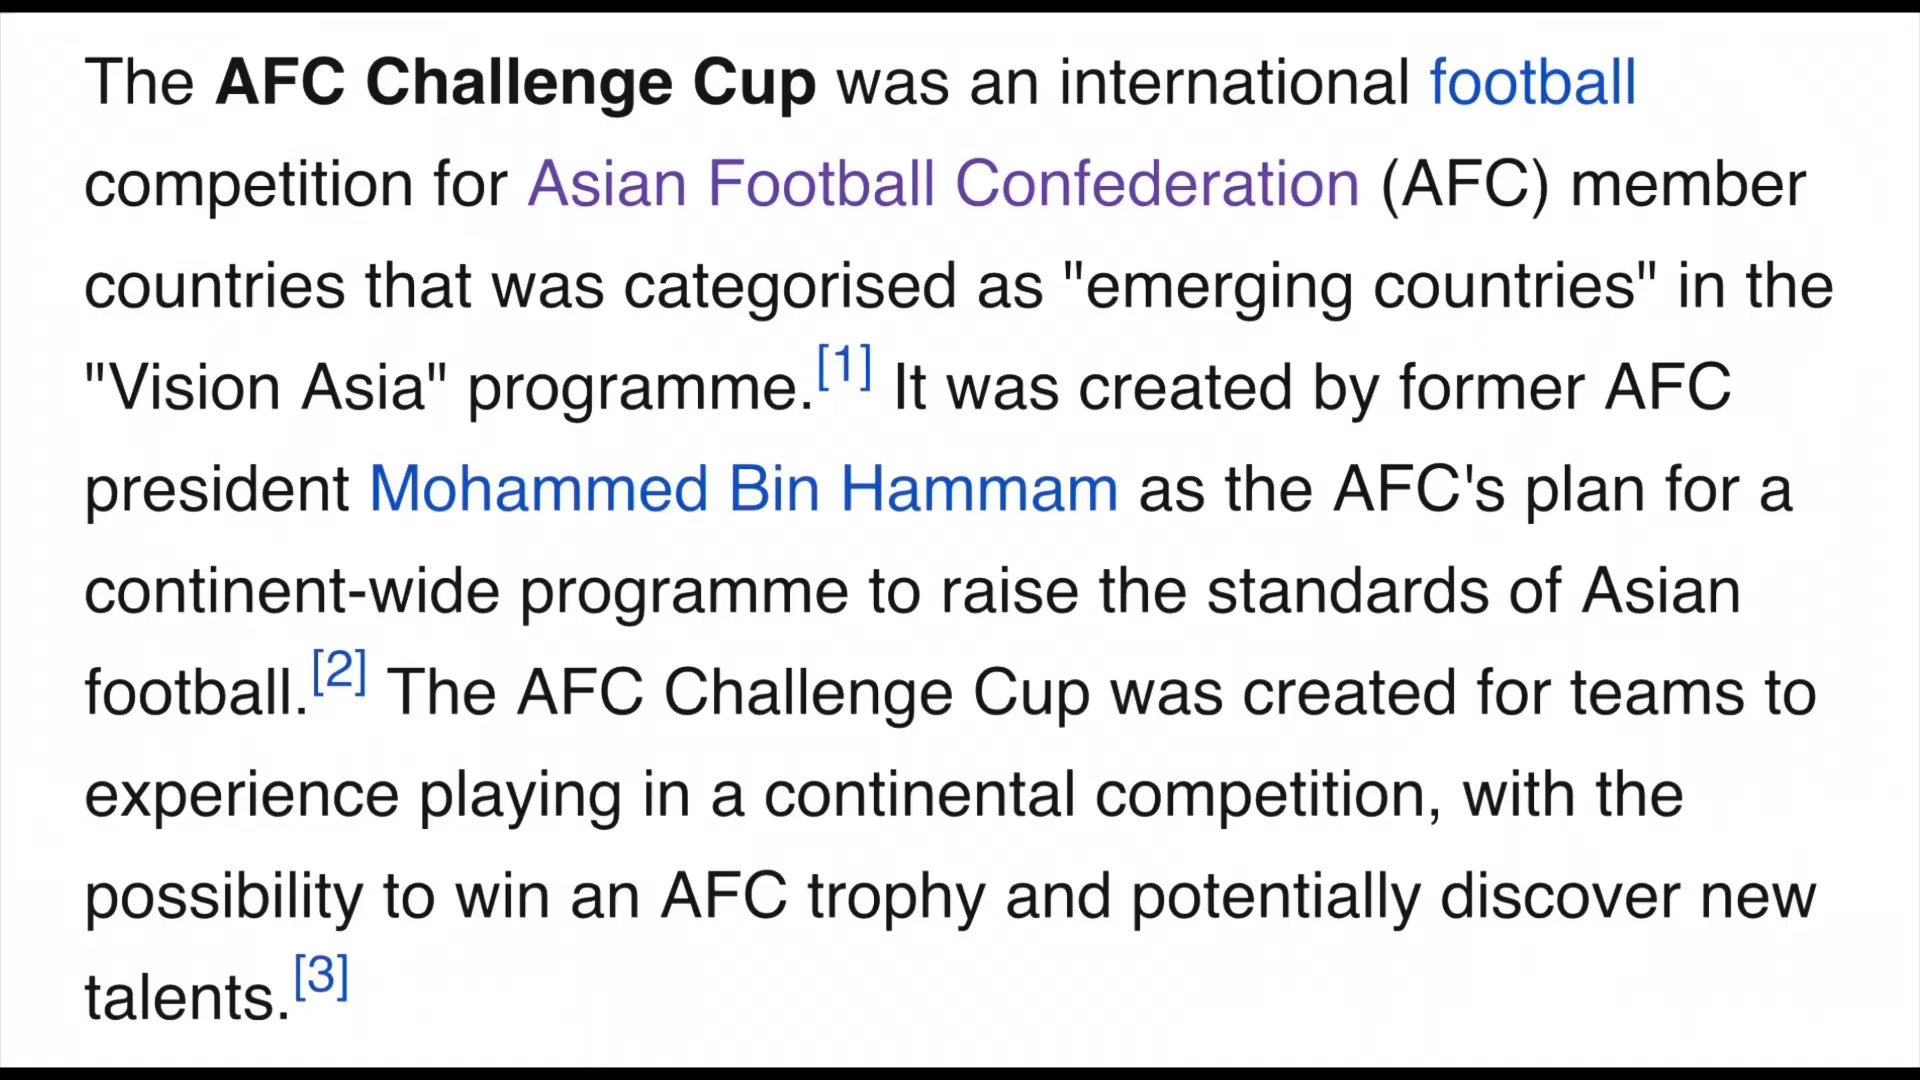 The AFC Challenge Cup was an international football
competition for Asian Football Confederation (AFC) member
countries that was categorised as "emerging countries" in the
"Vision Asia" programme.[1] It was created by former AFC
president Mohammed Bin Hammam as the AFC's plan for a
continent-wide programme to raise the standards of Asian
football.[2] The AFC Challenge Cup was created for teams to
experience playing in a continental competition, with the
possibility to win an AFC trophy and potentially discover new
talents.[3]